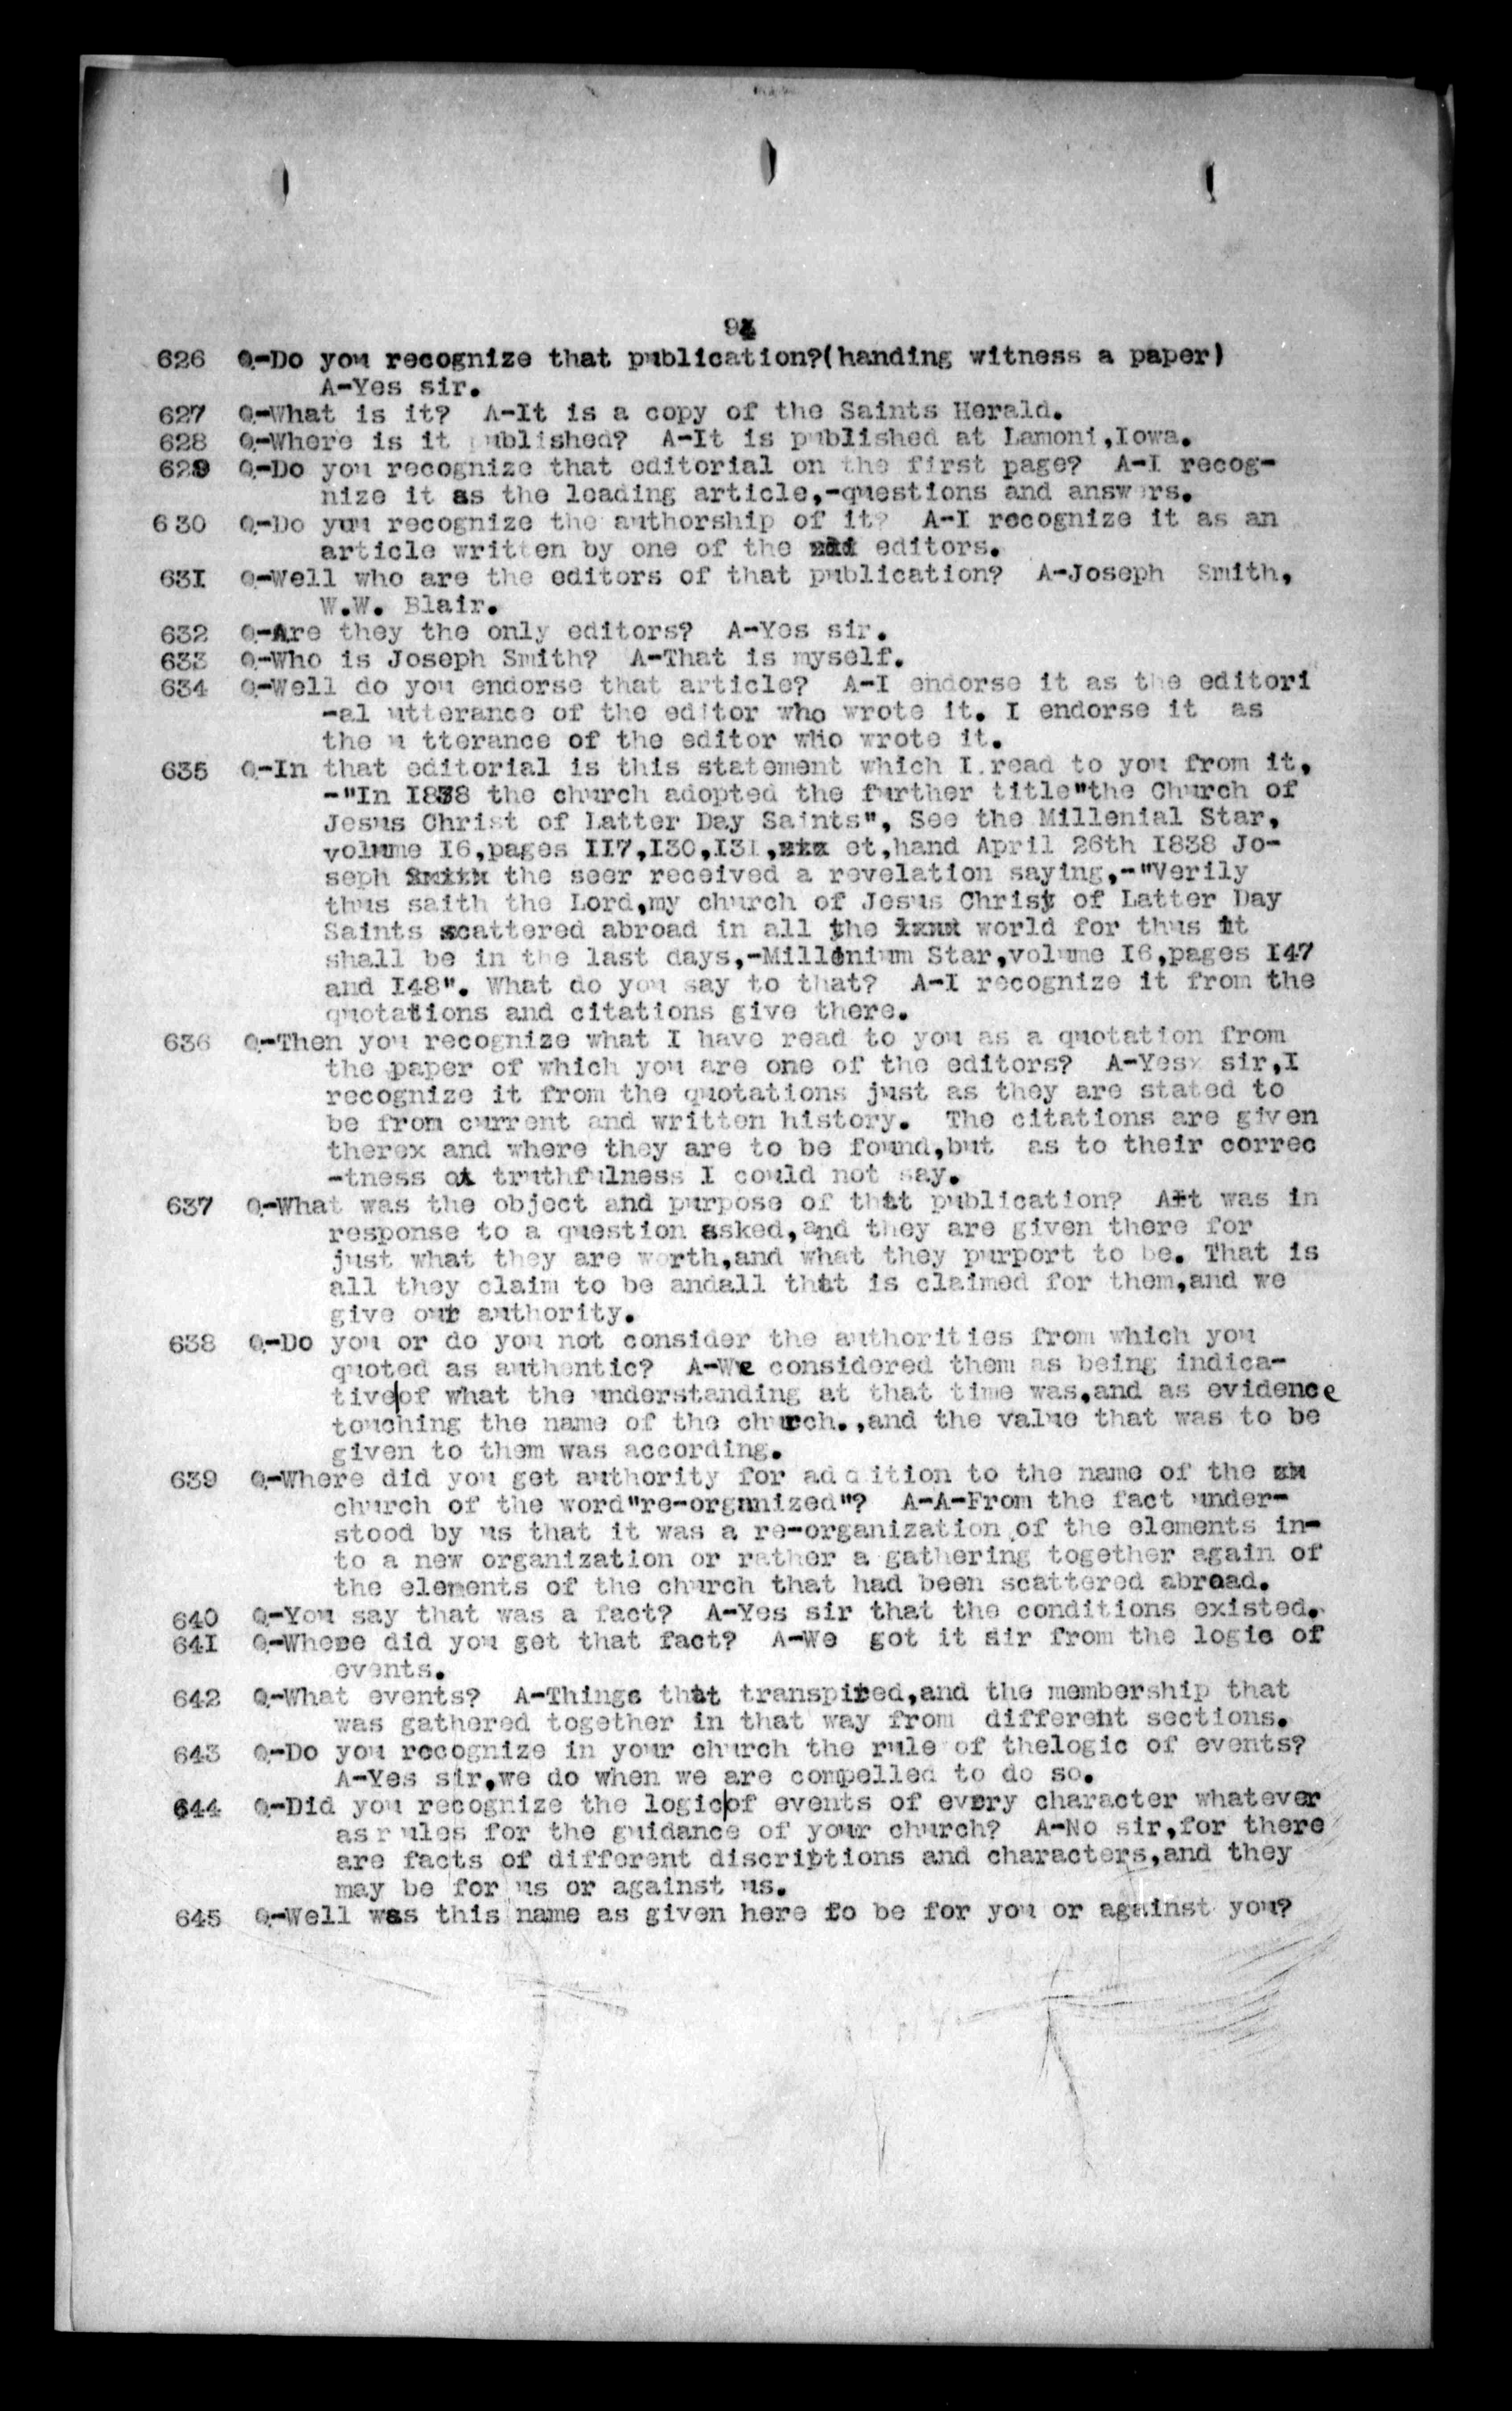 94
626 Q-Do you recognize that publication?(handing witness a paper)
A-Yes sir.
627 Q-What is it? A-It is a copy of the Saints Herald.
628 Q-Where is it published? A-It is published at Lamoni,Iowa.
629 Q-Do you recognize that editorial on the first page? A-I recog-
nize it as the leading article,-questions and answers.
630 Q-Do you recognize the authorship of it? A-I recognize it as an
article written by one of the editors.
631 Q-Well who are the editors of that publication? A-Joseph Smith,
W.W. Blair.
632 Q-Are they the only editors? A-Yes sir.
633 Q-Who is Joseph Smith? A-That is myself.
634 Q-Well do you endorse that article? A-I endorse it as the editori
-al utterance of the editor who wrote it. I endorse it as
the u tterance of the editor who wrote it.
635 Q-In that editorial is this statement which I.read to you from it,
-"In I838 the church adopted the further title"the Church of
Jesus Christ of Latter Day Saints", See the Millenial Star,
volume I6,pages II7,I30,I3I, et,hand April 26th I838 Jo-
seph Smith the seer received a revelation saying,-"Verily
thus saith the Lord,my church of Jesus Christ of Latter Day
Saints scattered abroad in all the world for thus it
shall be in the last days,-Millinium Star,volume I6,pages I47
and I48". What do you say to that? A-I recognize it from the
quotations and citations give there.
636 Q-Then you recognize what I have read to you as a quotation from
the paper of which you are one of the editors? A-Yesx sir,I
recognize it from the quotations just as they are stated to
be from current and written history. The citations are given
therex and where they are to be found,but as to their correc
-tness ot truthfulness I could not say.
637 Q-What was the object and purpose of that publication? A-It was in
response to a question asked,and they are given there for
just what they are worth,and what they purport to be. That is
all they claim to be andall that is claimed for them,and we
give our authority.
638 Q-Do you or do you not consider the authorities from which you
quoted as authentic? A-We considered them as being indica-
tive|of what the understanding at that time was,and as evidence
touching the name of the church.,and the value that was to be
given to them was according.
639 Q-Where did you get authority for addition to the name of the
church of the word"re-organized"? A-A-From the fact under-
stood by us that it was a re-organization of the elements in-
to a new organization or rather a gathering together again of
the elements of the church that had been scattered abroad.
640 Q-You say that was a fact? A-Yes sir that the conditions existed.
641 Q-Where did you get that fact? A-We got it sir from the logic of
events.
642 Q-What events? A-Things that transpired,and the membership that
was gathered together in that way from different sections.
643 Q-Do you recognize in your church the rule of thelogic of events?
A-Yes sir,we do when we are compelled to do so.
644 Q-Did you recognize the logic|of events of every character whatever
asrules for the guidance of your church? A-No sir,for there
are facts of different discriptions and characters,and they
may be for us or against us.
645 Q-Well was this name as given here to be for you or against you?